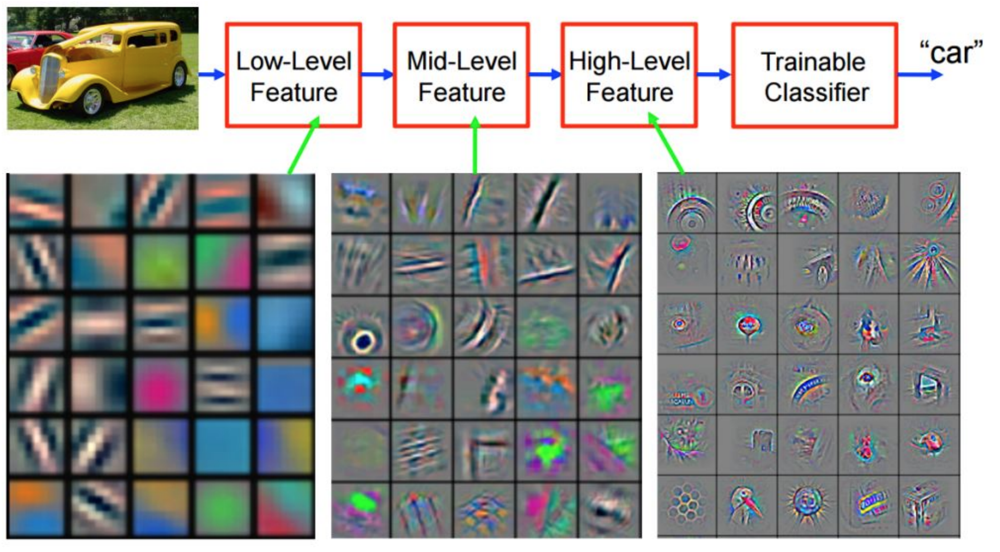 Low-Level
Feature
Mid-Level
Feature
High-Level
Feature
Trainable
Classifier
“car”